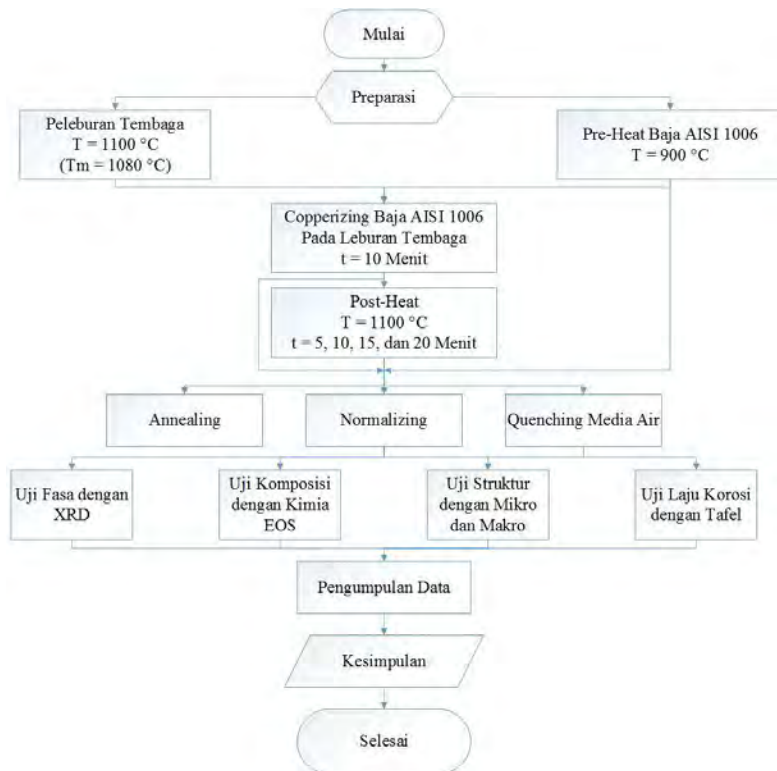 Mulai
Preparasi
Peleburan Tembaga
T = 1100 °C
(Tm = 1080 °C)
Pre-Heat Baja AISI 1006
T = 900 °C
Copperizing Baja AISI 1006
Pada Leburan Tembaga
t = 10 Menit
Post-Heat
T = 1100 °C
t = 5, 10, 15, dan 20 Menit
Annealing
Normalizing
Quenching Media Air
Uji Fasa dengan
XRD
Uji Komposisi
dengan Kimia
EOS
Uji Struktur
dengan Mikro
dan Makro
Uji Laju Korosi
dengan Tafel
Pengumpulan Data
Kesimpulan
Selesai